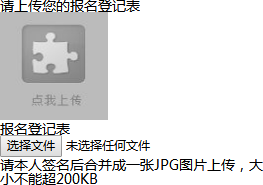 请上传您的报名登记表
点我上传
报名登记表
选择文件 未选择任何文件
请本人签名后合并成一张JPG图片上传，大
小不能超200KB